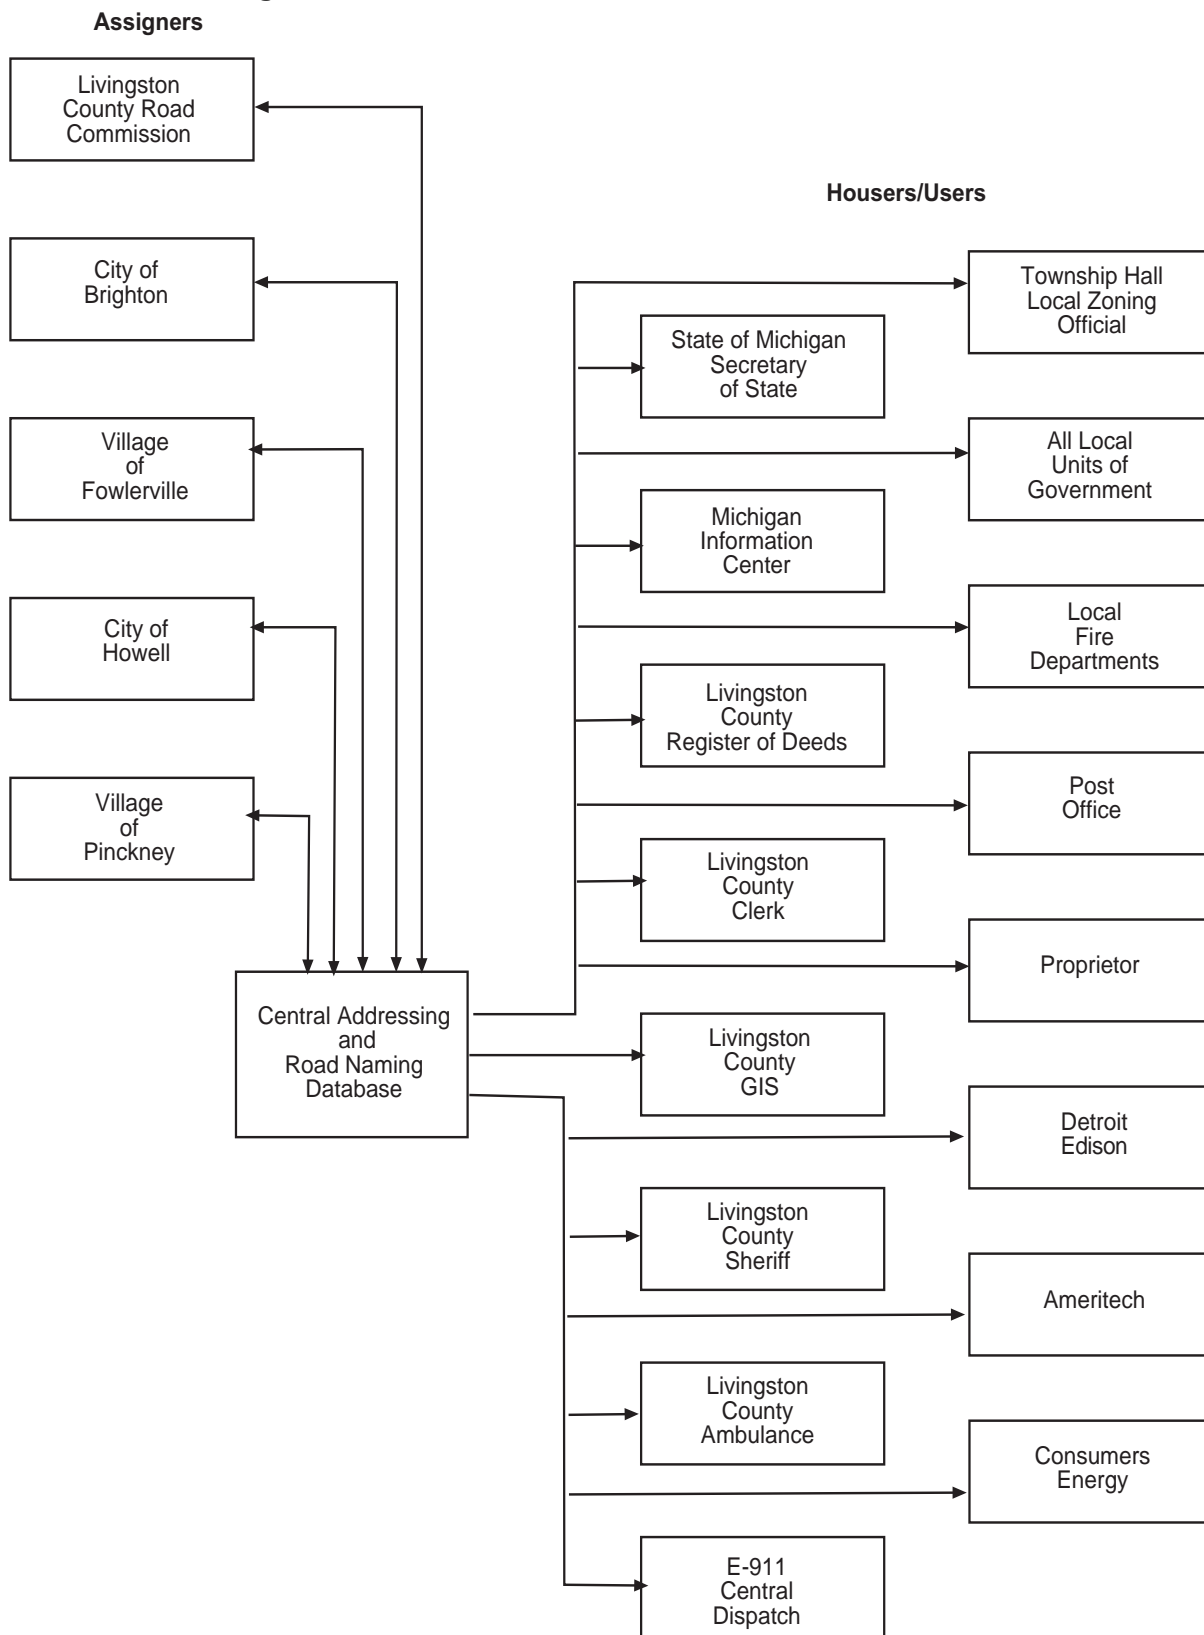 Assigners
Livingston
County Road
Commission
City of
Brighton
Village
of
Fowlerville
City of
Howell
Village
of
Pinckney
Central Addressing
and
Road Naming
Database
Housers/Users
State of Michigan
Secretary
of State
Michigan
Information
Center
Livingston
County
Register of Deeds
Livingston
County
Clerk
Livingston
County
GIS
Livingston
County
Sheriff
Livingston
County
Ambulance
E-911
Central
Dispatch
Township Hall
Local Zoning
Official
All Local
Units of
Government
Local
Fire
Departments
Post
Office
Proprietor
Detroit
Edison
Ameritech
Consumers
Energy